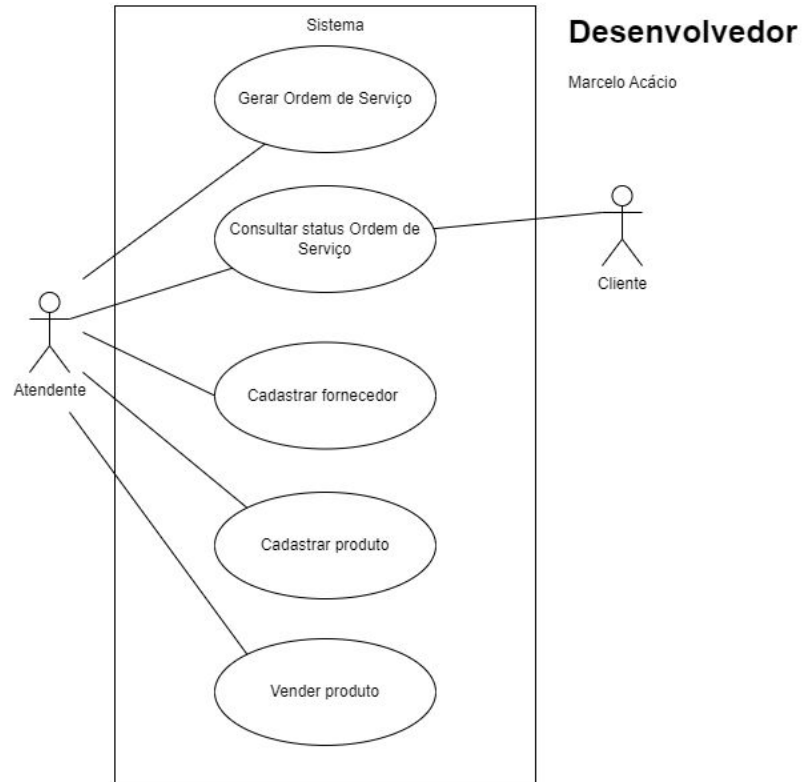 Sistema
Desenvolvedor
Marcelo Acácio
Gerar Ordem de Serviço
Consultar status Ordem de
Serviço
Cliente
Atendente
Cadastrar fornecedor
Cadastrar produto
Vender produto